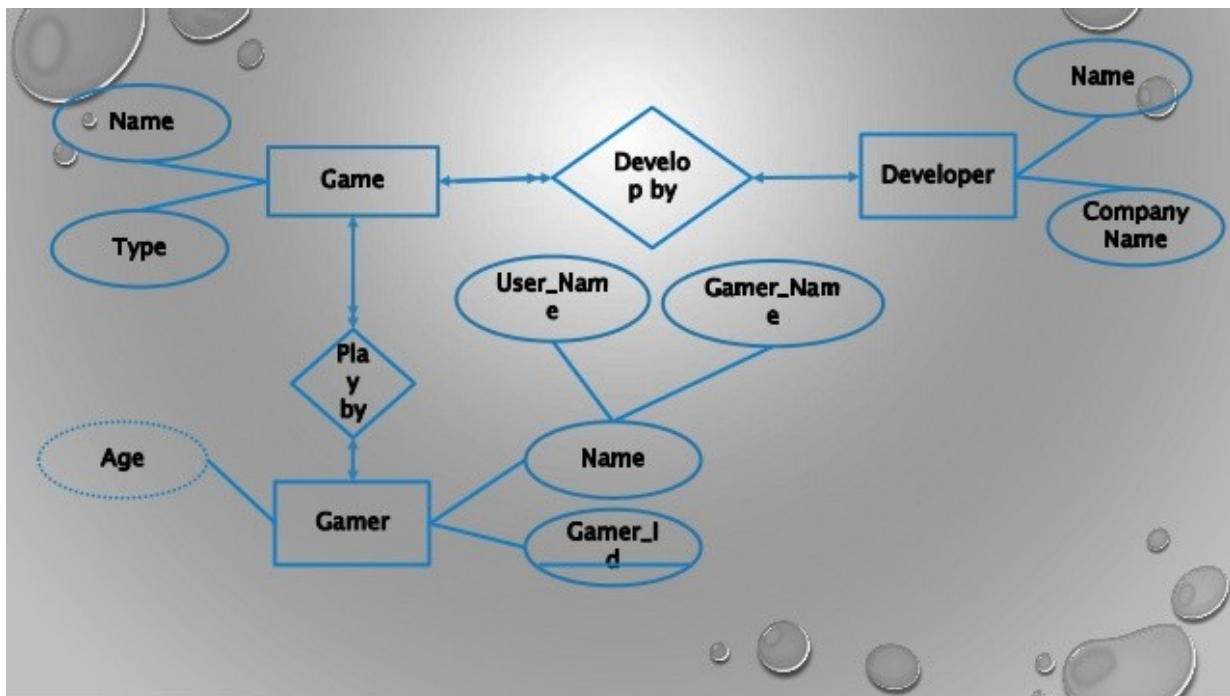 Name
Name
Game
Develo
p by
Developer
Type
Company
Name
User_Nam
e
Gamer_Nam
e
Pla
y
by
Age
Name
Gamer
Gamer_I
d